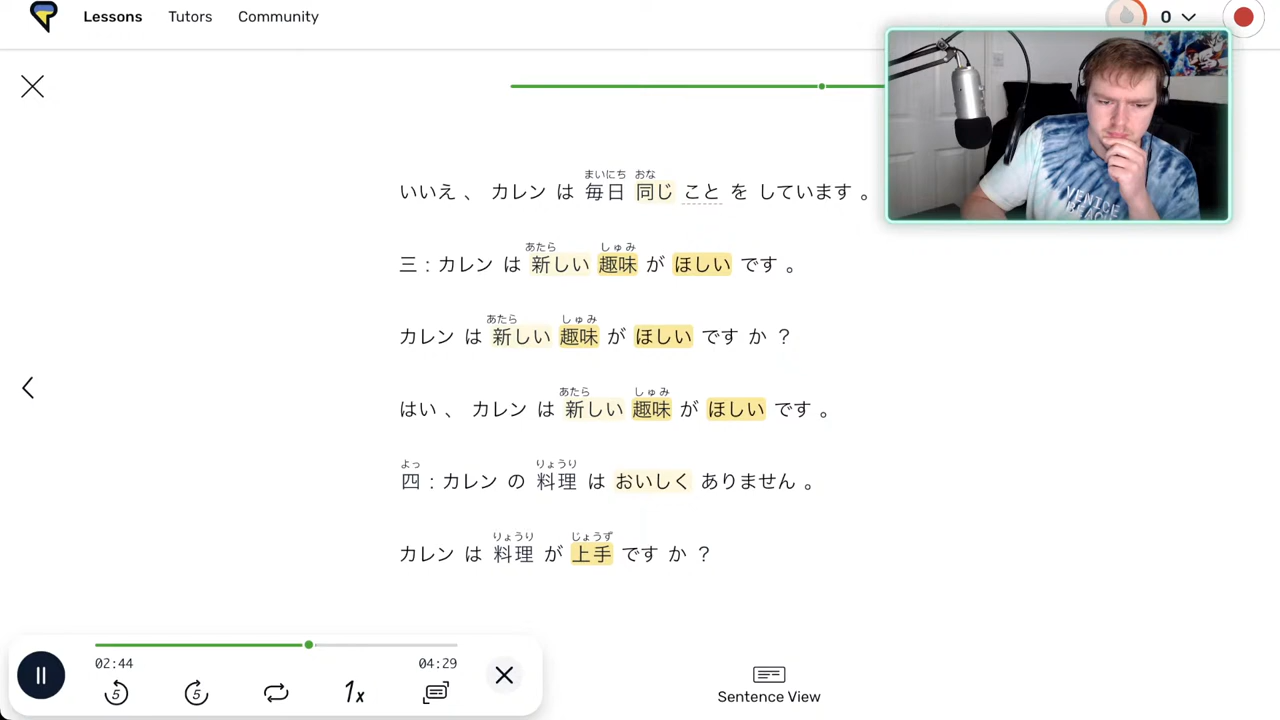 Lessons Tutors Community 0
まいにち おな
いいえ 、 カレン は 毎日 同じ こと を しています 。
あたら しゅみ
三 : カレン は 新しい 趣味 が ほしい です 。
あたら しゅみ
カレン は 新しい 趣味 が ほしい です か ?
あたら しゅみ
はい 、 カレン は 新しい 趣味 が ほしい です 。
よっ りょうり
四 : カレン の 料理 は おいしく ありません 。
りょうり じょうず
カレン は 料理 が 上手 です か ?
02:44 04:29
5 5 1x
Sentence View
VENICE
BEACH